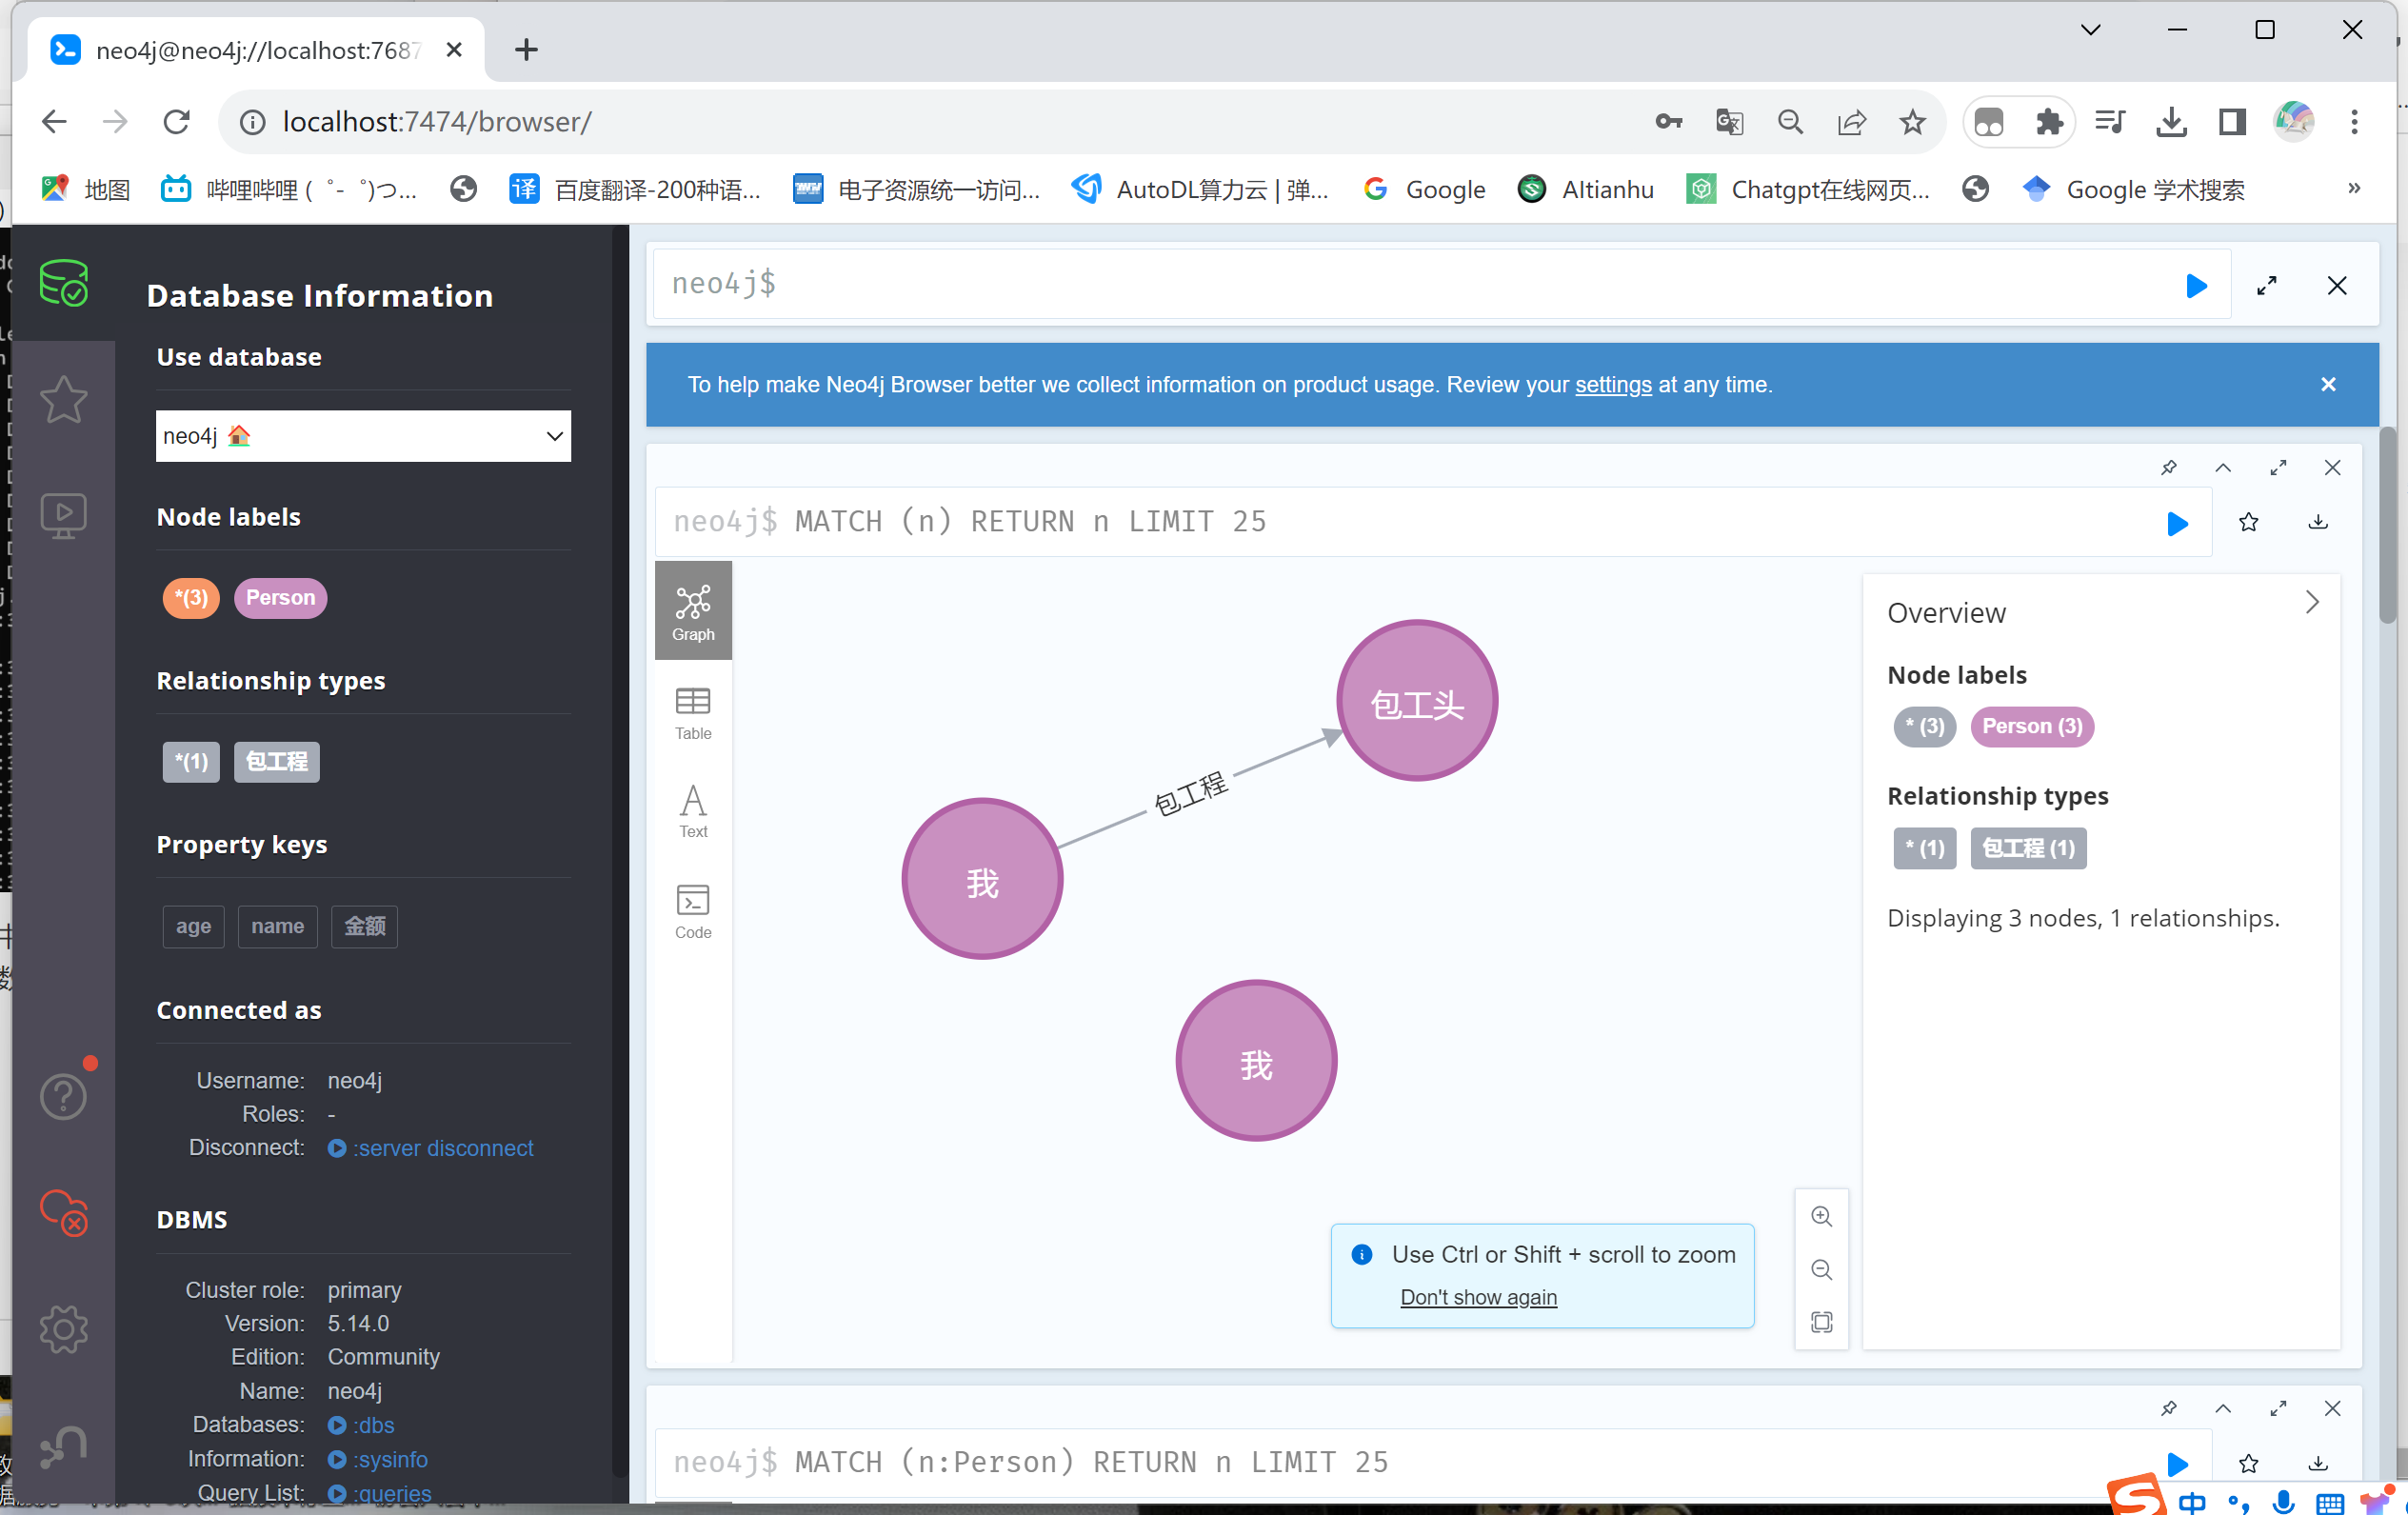 neo4j@neo4j://localhost:7687
localhost:7474/browser/
地图
哔哩哔哩 (゜-゜)つ...
百度翻译-200种语...
电子资源统一访问...
AutoDL算力云 | 弹...
Google
AItianhu
Chatgpt在线网页...
Google 学术搜索
»
Database Information
Use database
neo4j
Node labels
*(3) Person
Relationship types
*(1) 包工程
Property keys
age name 金额
Connected as
Username: neo4j
Roles: -
Disconnect: :server disconnect
DBMS
Cluster role: primary
Version: 5.14.0
Edition: Community
Name: neo4j
Databases: :dbs
Information: :sysinfo
Query List: :queries
neo4j$
To help make Neo4j Browser better we collect information on product usage. Review your settings at any time.
neo4j$ MATCH (n) RETURN n LIMIT 25
Graph
Table
Text
Code
包工头
包工程
我
我
Use Ctrl or Shift + scroll to zoom
Don't show again
Overview
Node labels
* (3) Person (3)
Relationship types
* (1) 包工程 (1)
Displaying 3 nodes, 1 relationships.
neo4j$ MATCH (n:Person) RETURN n LIMIT 25
中